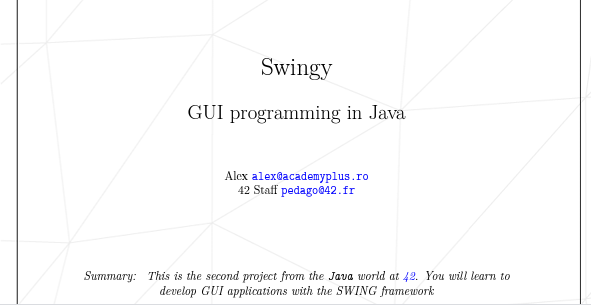 Swingy
GUI programming in Java
Alex alex@academyplus.ro
42 Staff pedago@42.fr
Summary: This is the second project from the Java world at 42. You will learn to
develop GUI applications with the SWING framework